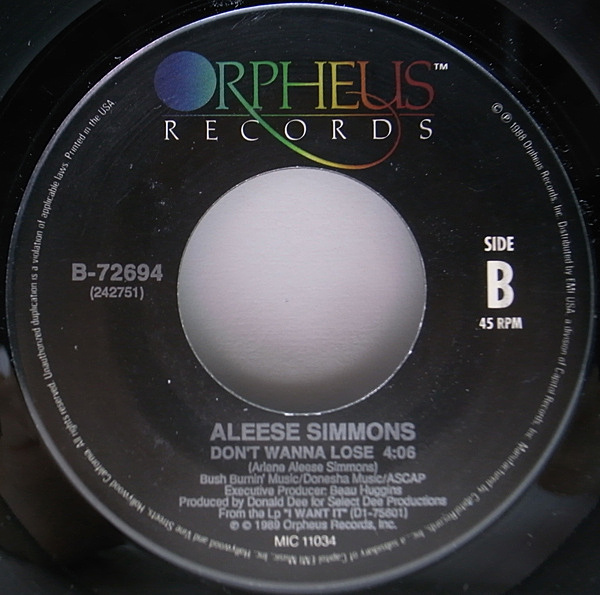 ORPHEUS™
RECORDS
B-72694
(242751)
SIDE
B
45 RPM
ALEESE SIMMONS
DON'T WANNA LOSE 4:06
(Arlene Aleese Simmons)
Bush Burnin' Music/Donesha Music/ASCAP
Executive Producer: Beau Huggins
Produced by Donald Dee for Select Dee Productions
From the Lp "I WANT IT" (D1-75601)
℗ © 1989 Orpheus Records, Inc.
MIC 11034
© ℗ 1988 Orpheus Records, Inc. Distributed by EMI USA, a division of Capitol Records, Inc. Manufactured by Capitol Records, Inc., a subsidiary of Capitol EMI Music, Inc. Hollywood and Vine Streets, Hollywood California. All rights reserved. Unauthorized duplication is a violation of applicable laws. Printed in the USA